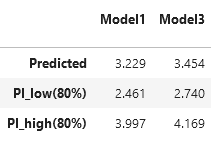 Model1 Model3
Predicted 3.229 3.454
PI_low(80%) 2.461 2.740
PI_high(80%) 3.997 4.169